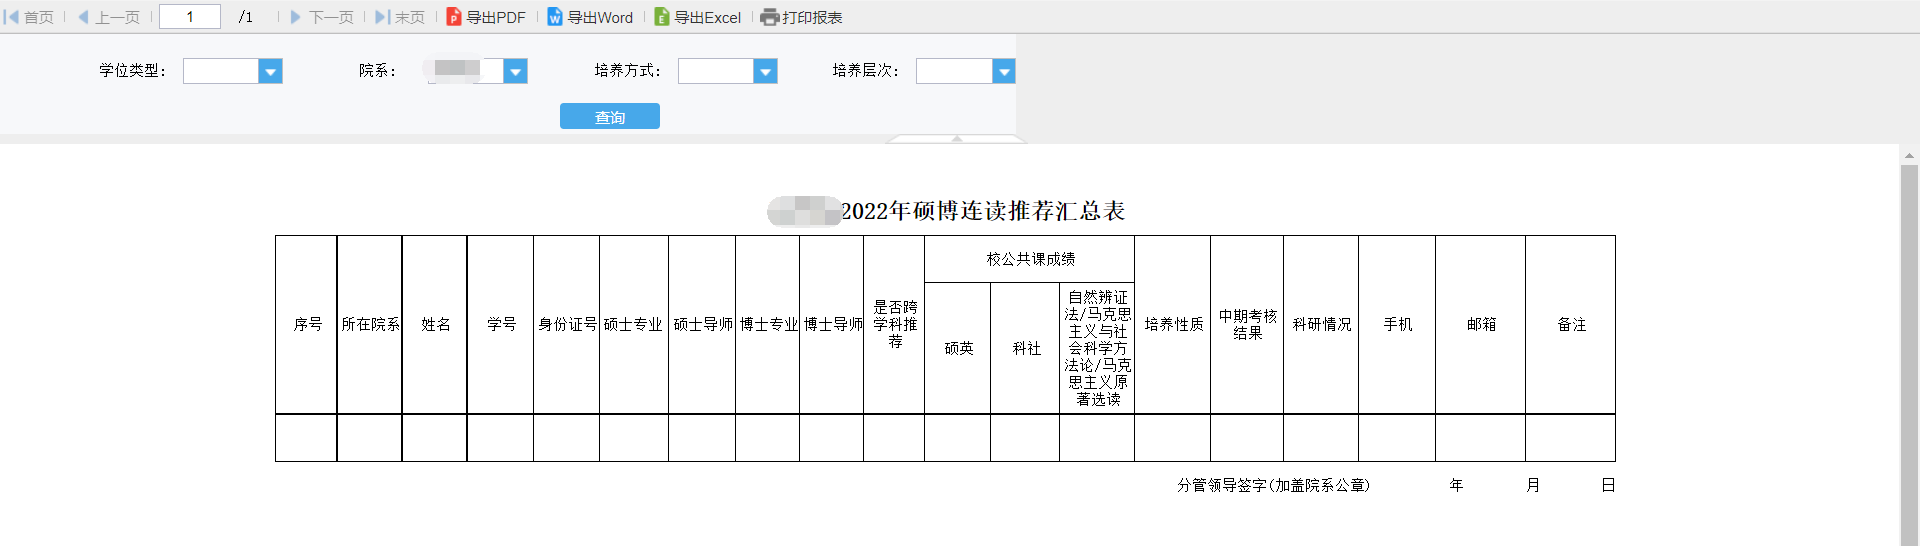 首页 上一页 1 /1 下一页 末页 导出PDF 导出Word 导出Excel 打印报表
学位类型： 院系： 培养方式： 培养层次：
查询
2022年硕博连读推荐汇总表
序号 所在院系 姓名 学号 身份证号 硕士专业 硕士导师 博士专业 博士导师
是否跨
学科推
荐
校公共课成绩
硕英 科社
自然辨证
法/马克思
主义与社
会科学方
法论/马克
思主义原
著选读
培养性质
中期考核
结果
科研情况 手机 邮箱 备注
分管领导签字(加盖院系公章) 年 月 日